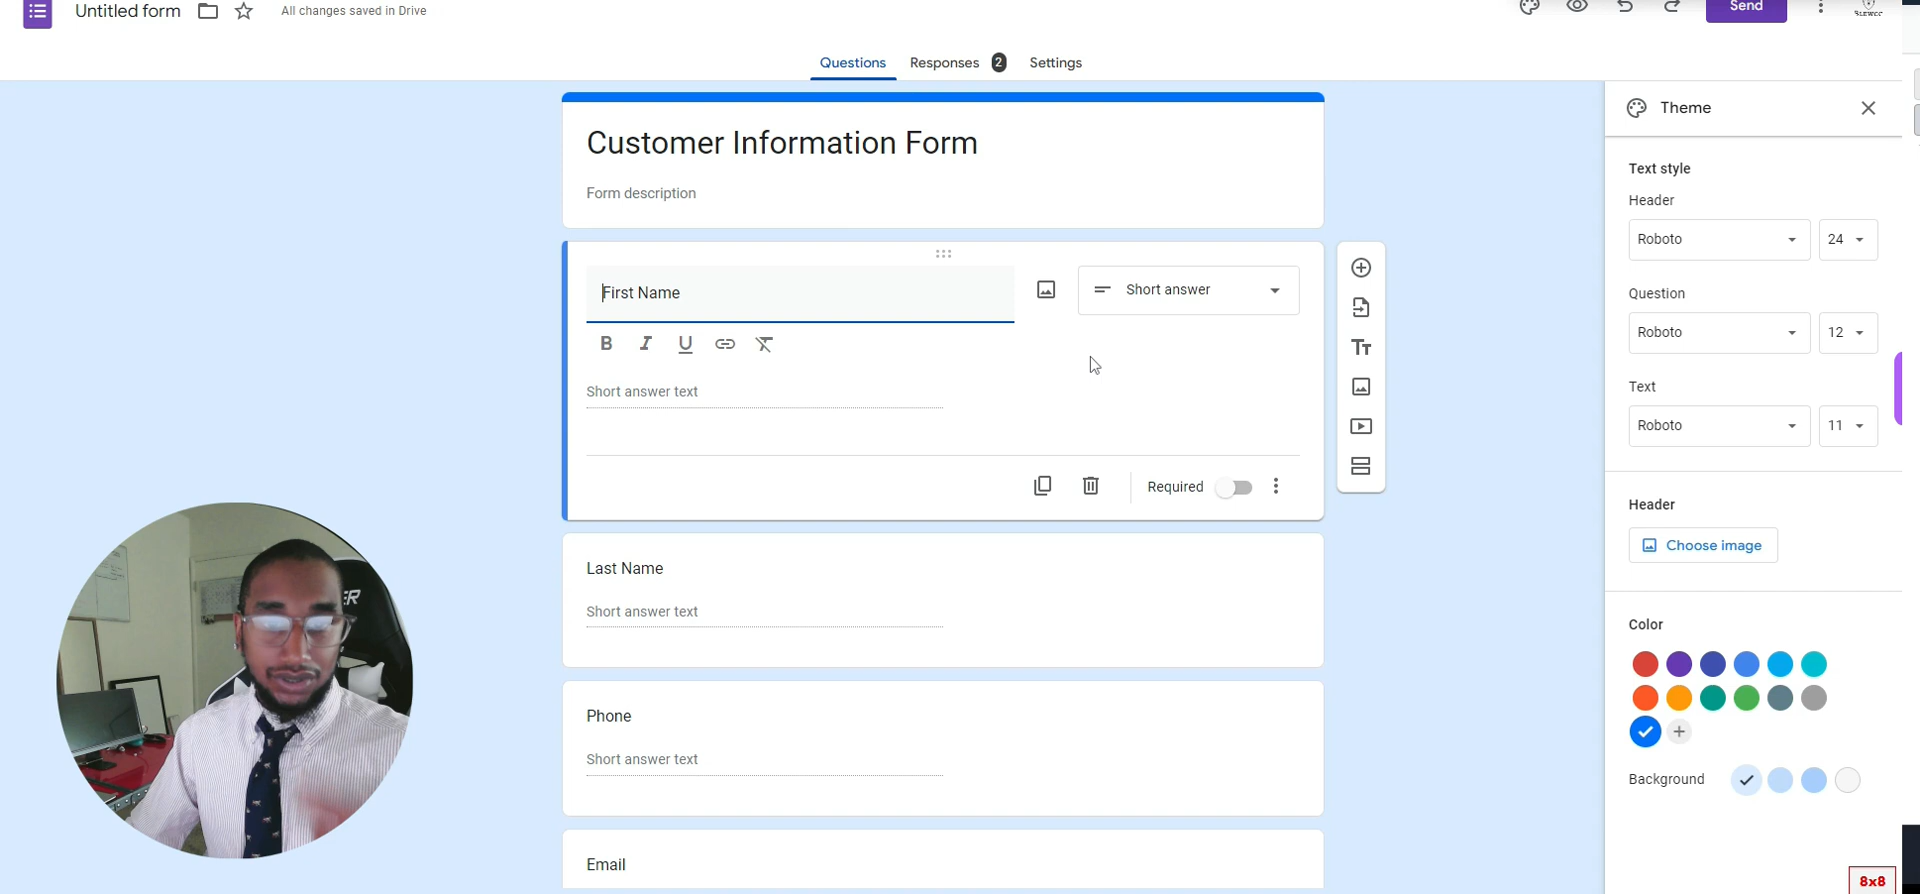 Untitled form
All changes saved in Drive
Send
Questions
Responses 2
Settings
Customer Information Form
Form description
First Name
Short answer
B I U
Short answer text
Required
Last Name
Short answer text
Phone
Short answer text
Email
Theme
Text style
Header
Roboto 24
Question
Roboto 12
Text
Roboto 11
Header
Choose image
Color
Background
8x8